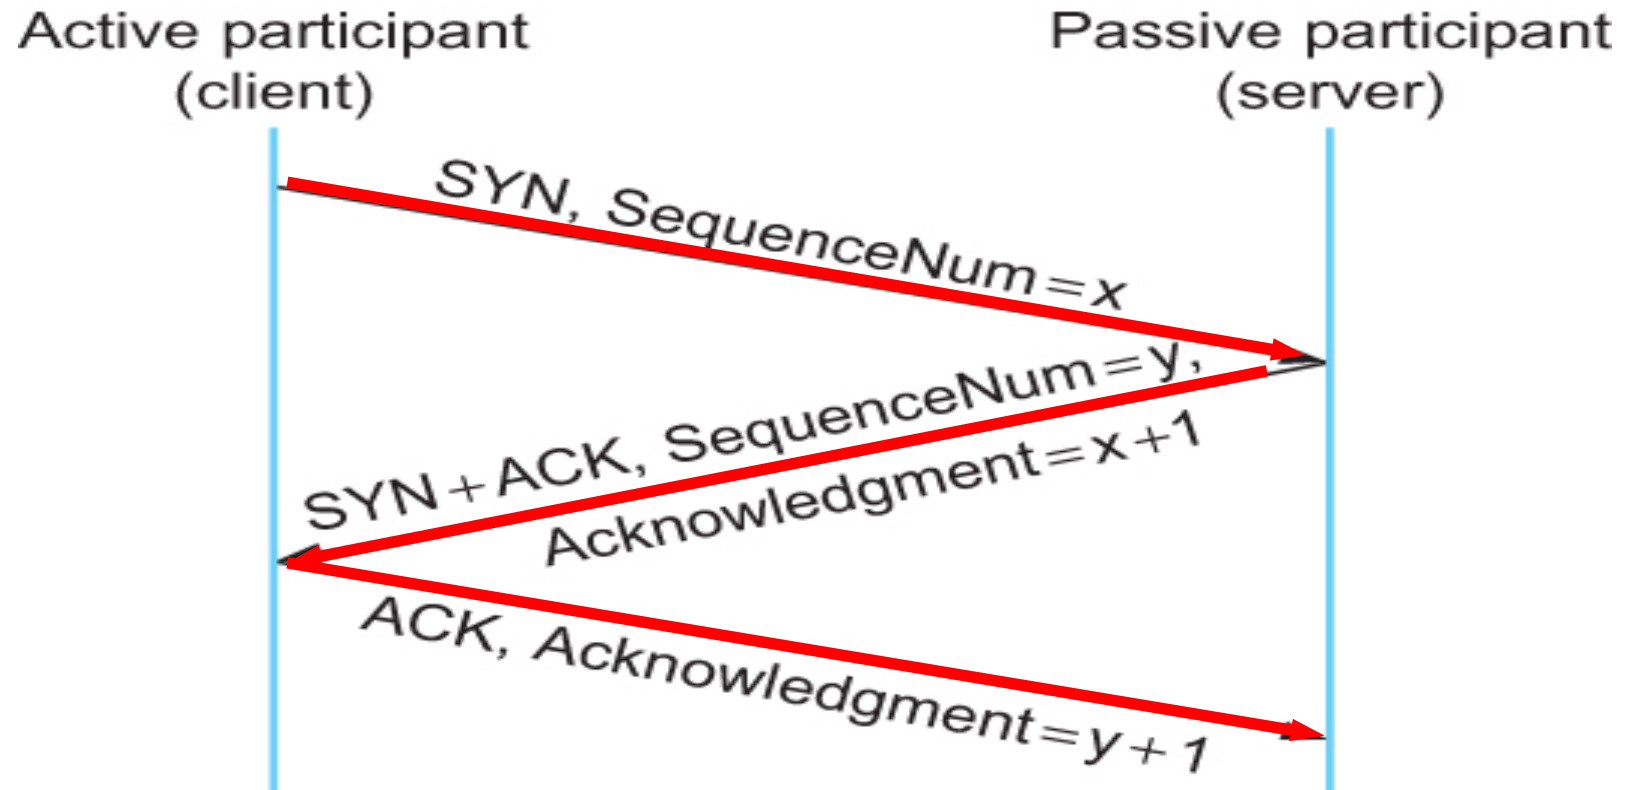 Active participant
(client)
Passive participant
(server)
SYN, SequenceNum=x
SYN+ACK, SequenceNum=y,
Acknowledgment=x+1
ACK, Acknowledgment=y+1